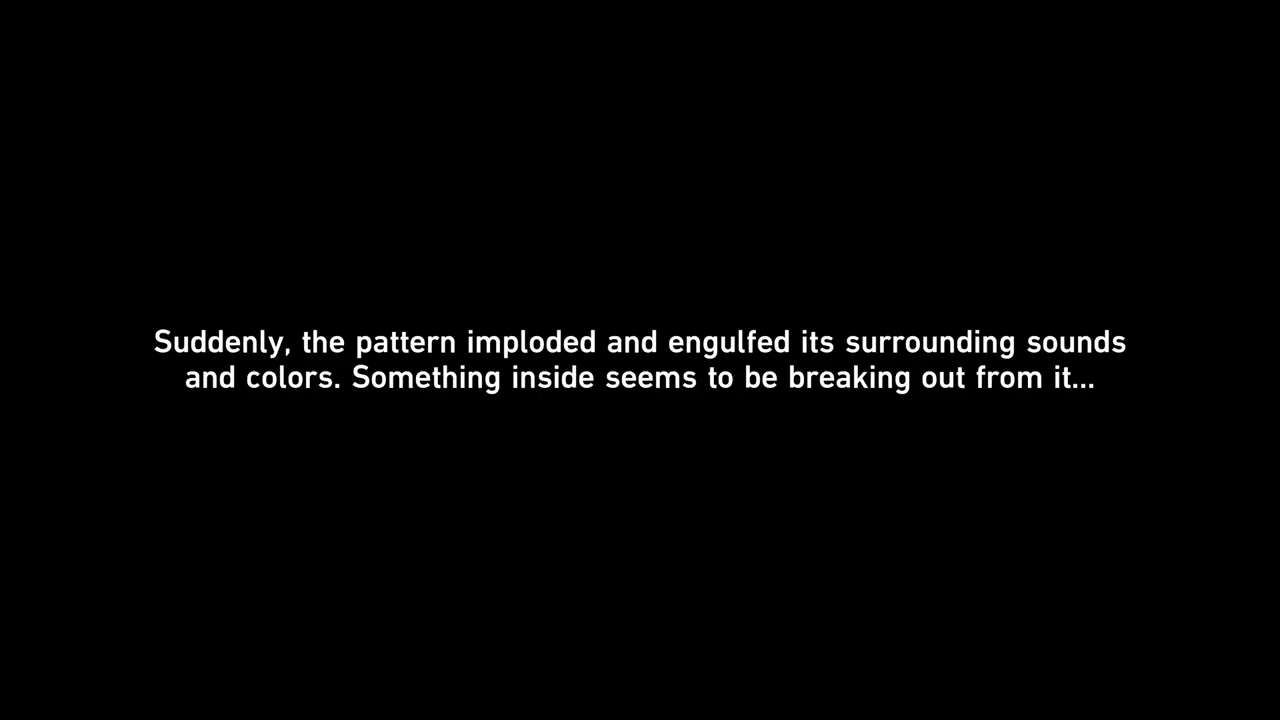 Suddenly, the pattern imploded and engulfed its surrounding sounds
and colors. Something inside seems to be breaking out from it...